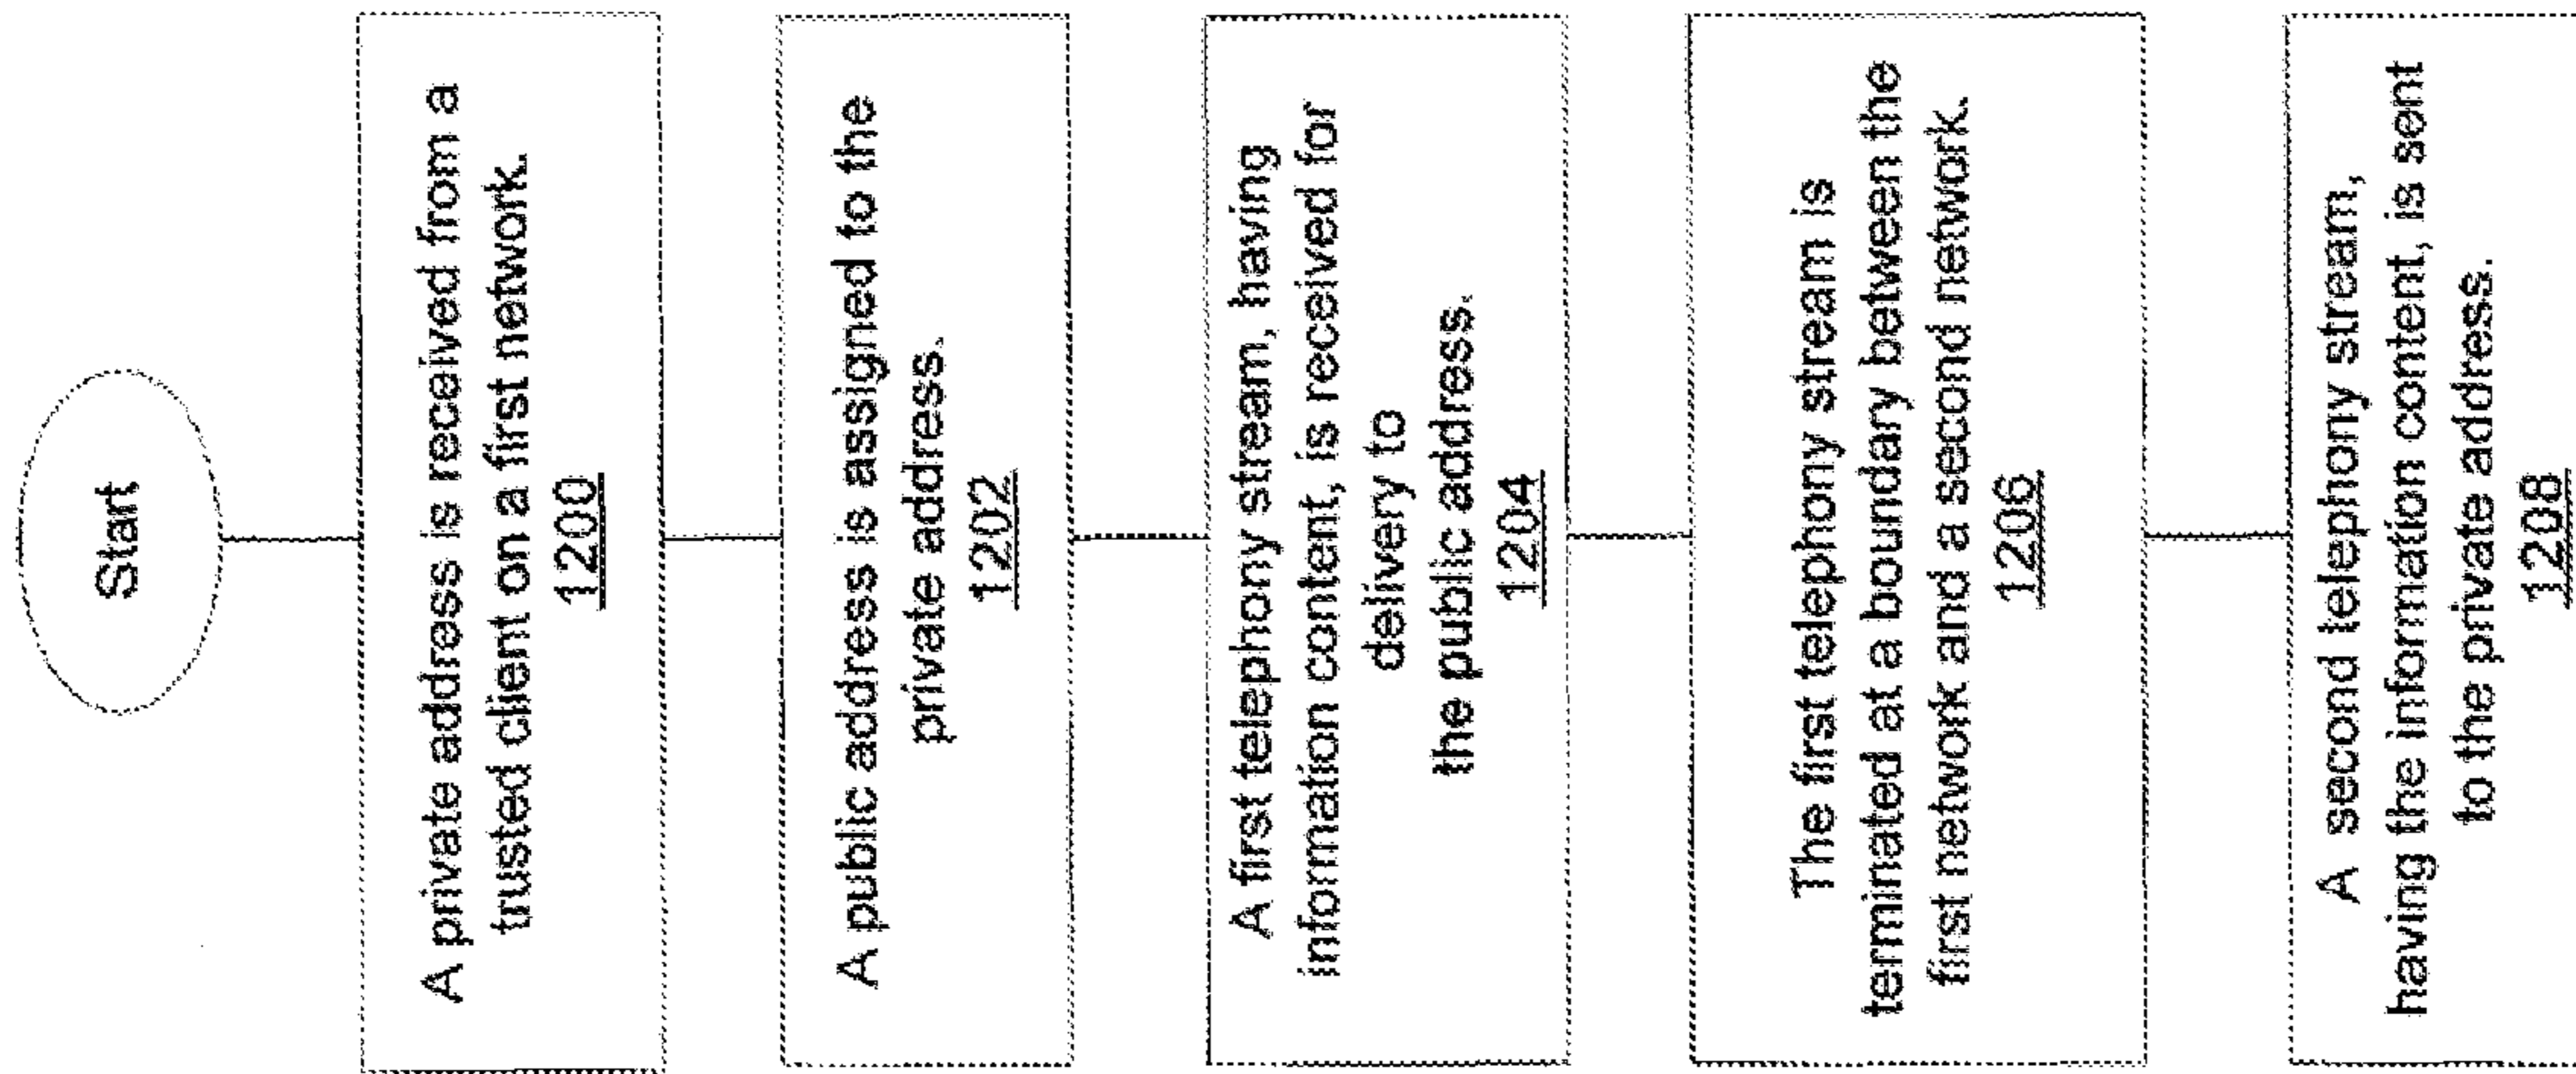 Start
A private address is received from a
trusted client on a first network.
1200
A public address is assigned to the
private address.
1202
A first telephony stream, having
information content, is received for
delivery to
the public address.
1204
The first telephony stream is
terminated at a boundary between the
first network and a second network.
1206
A second telephony stream,
having the information content, is sent
to the private address.
1208